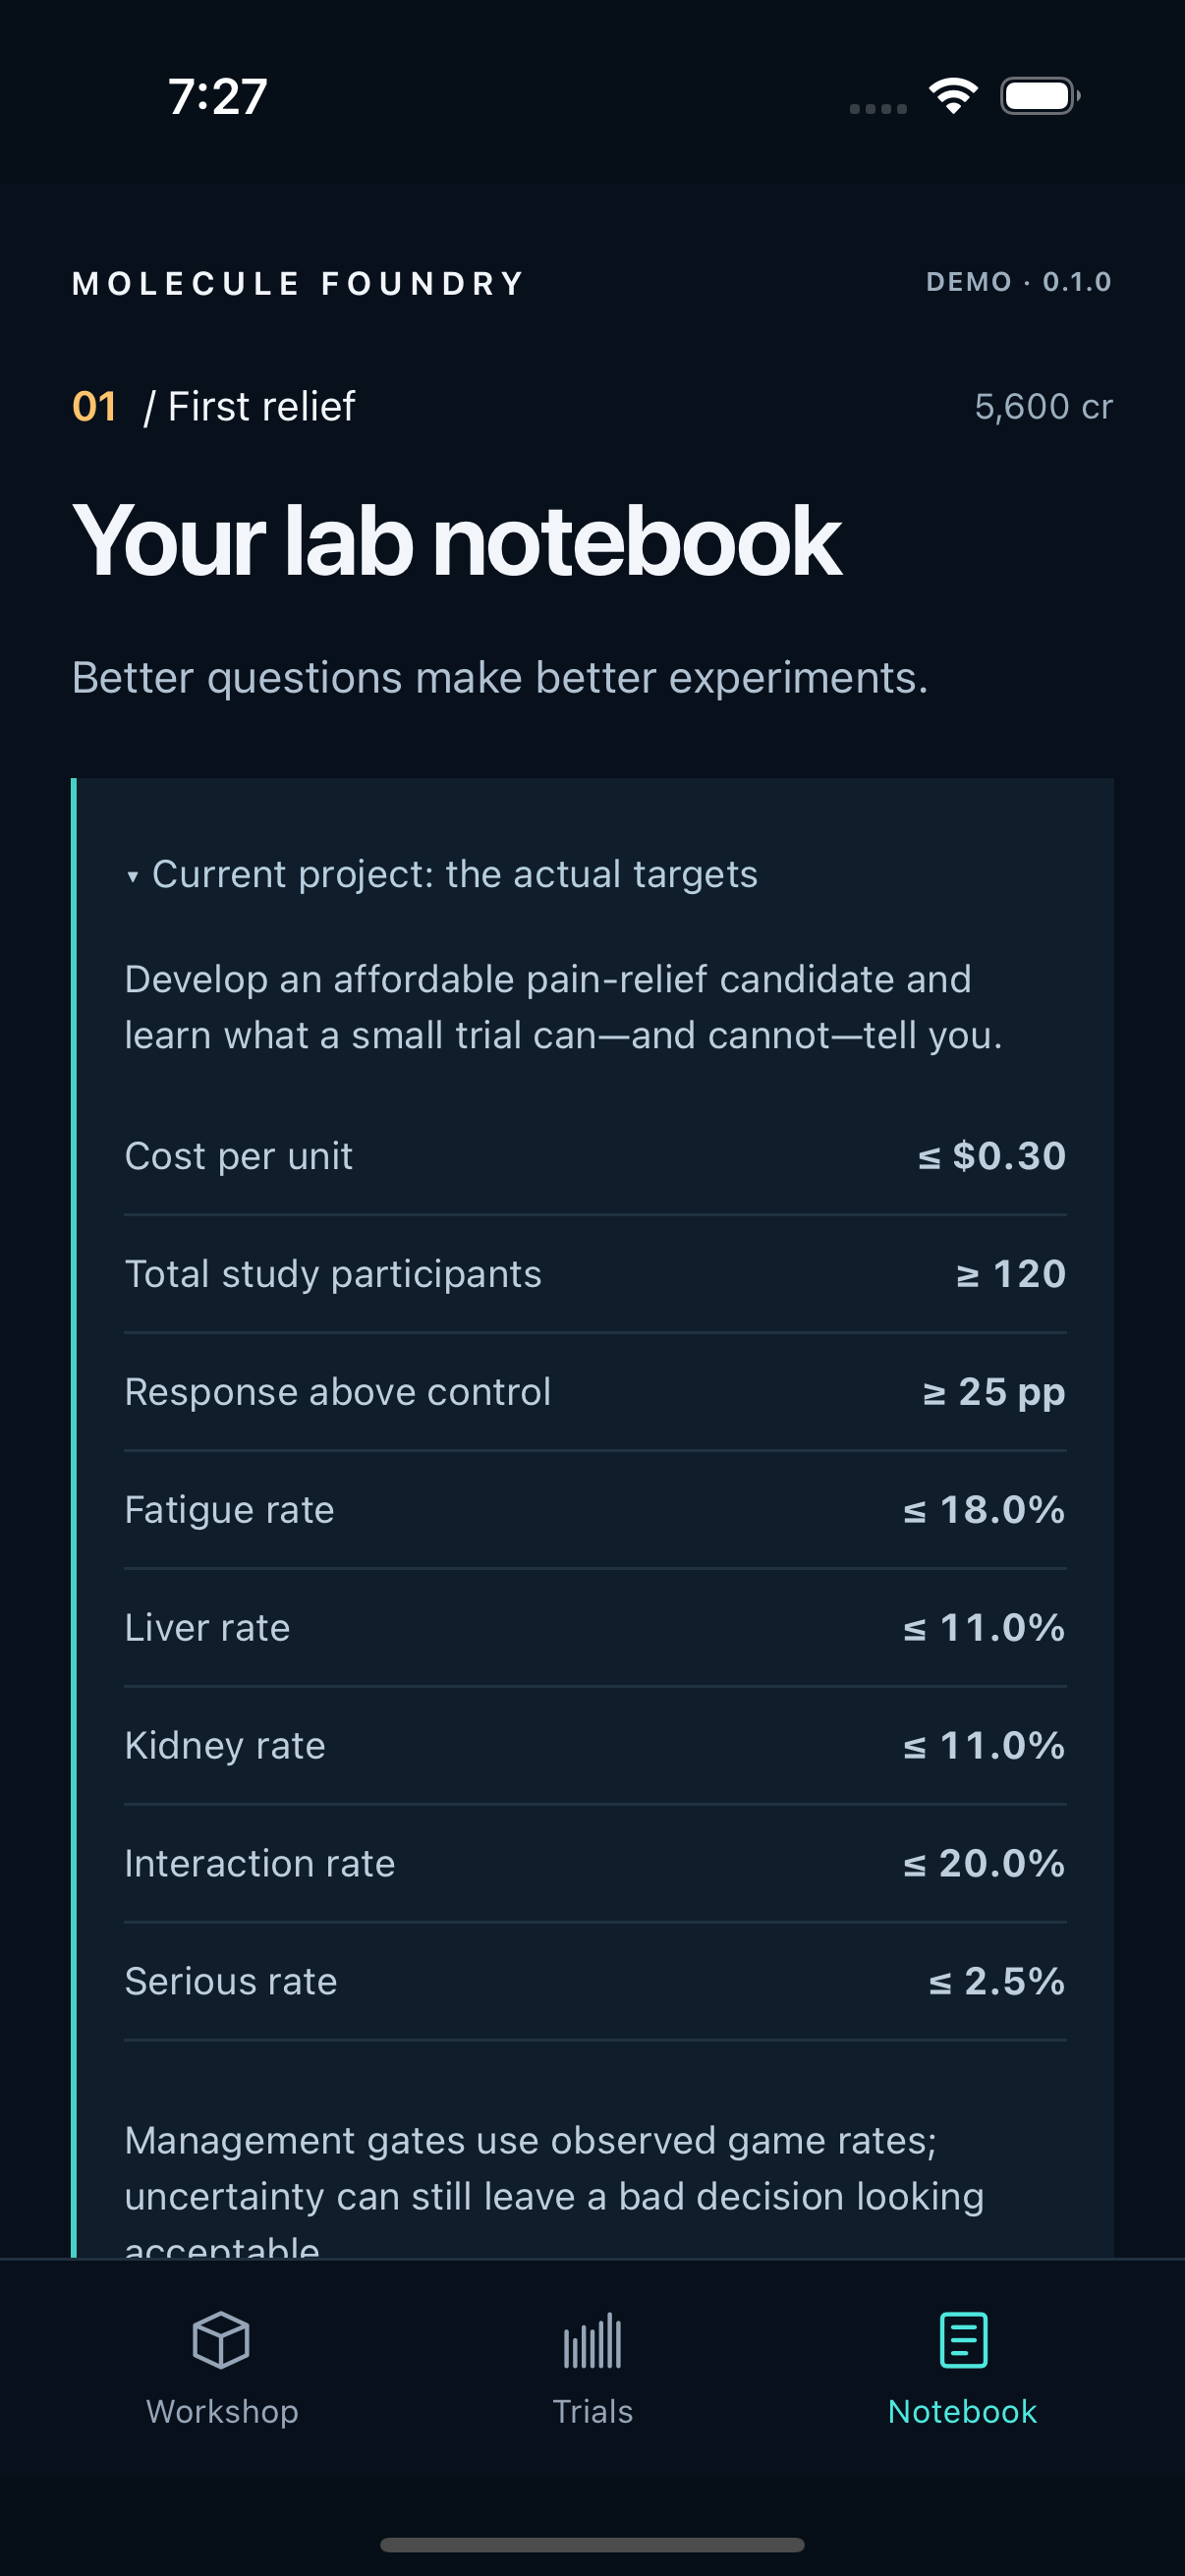 7:27
MOLECULE FOUNDRY
DEMO · 0.1.0
01 / First relief
5,600 cr
Your lab notebook
Better questions make better experiments.
▾ Current project: the actual targets
Develop an affordable pain-relief candidate and
learn what a small trial can—and cannot—tell you.
Cost per unit ≤ $0.30
Total study participants ≥ 120
Response above control ≥ 25 pp
Fatigue rate ≤ 18.0%
Liver rate ≤ 11.0%
Kidney rate ≤ 11.0%
Interaction rate ≤ 20.0%
Serious rate ≤ 2.5%
Management gates use observed game rates;
uncertainty can still leave a bad decision looking
acceptable
Workshop
Trials
Notebook